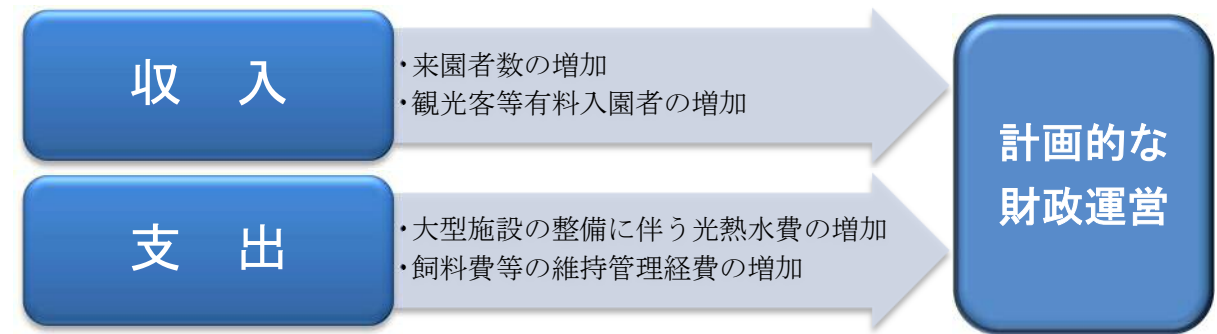 収　入
・来園者数の増加
・観光客等有料入園者の増加
支　出
・大型施設の整備に伴う光熱水費の増加
・飼料費等の維持管理経費の増加
計画的な
財政運営